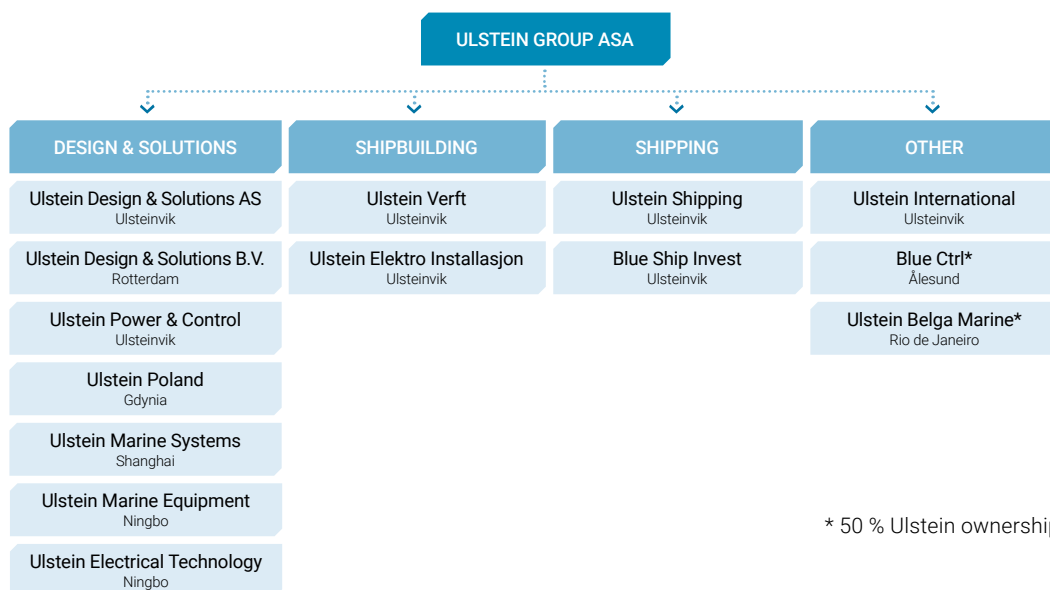 ULSTEIN GROUP ASA
DESIGN & SOLUTIONS
Ulstein Design & Solutions AS
Ulsteinvik
Ulstein Design & Solutions B.V.
Rotterdam
Ulstein Power & Control
Ulsteinvik
Ulstein Poland
Gdynia
Ulstein Marine Systems
Shanghai
Ulstein Marine Equipment
Ningbo
Ulstein Electrical Technology
Ningbo
SHIPBUILDING
Ulstein Verft
Ulsteinvik
Ulstein Elektro Installasjon
Ulsteinvik
SHIPPING
Ulstein Shipping
Ulsteinvik
Blue Ship Invest
Ulsteinvik
OTHER
Ulstein International
Ulsteinvik
Blue Ctrl*
Ålesund
Ulstein Belga Marine*
Rio de Janeiro
* 50 % Ulstein ownership